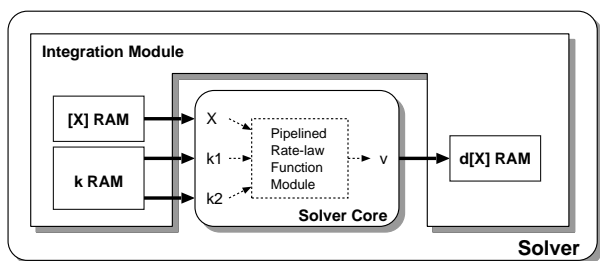 Integration Module
[X] RAM
k RAM
X
k1
k2
Pipelined
Rate-law
Function
Module
v
Solver Core
d[X] RAM
Solver